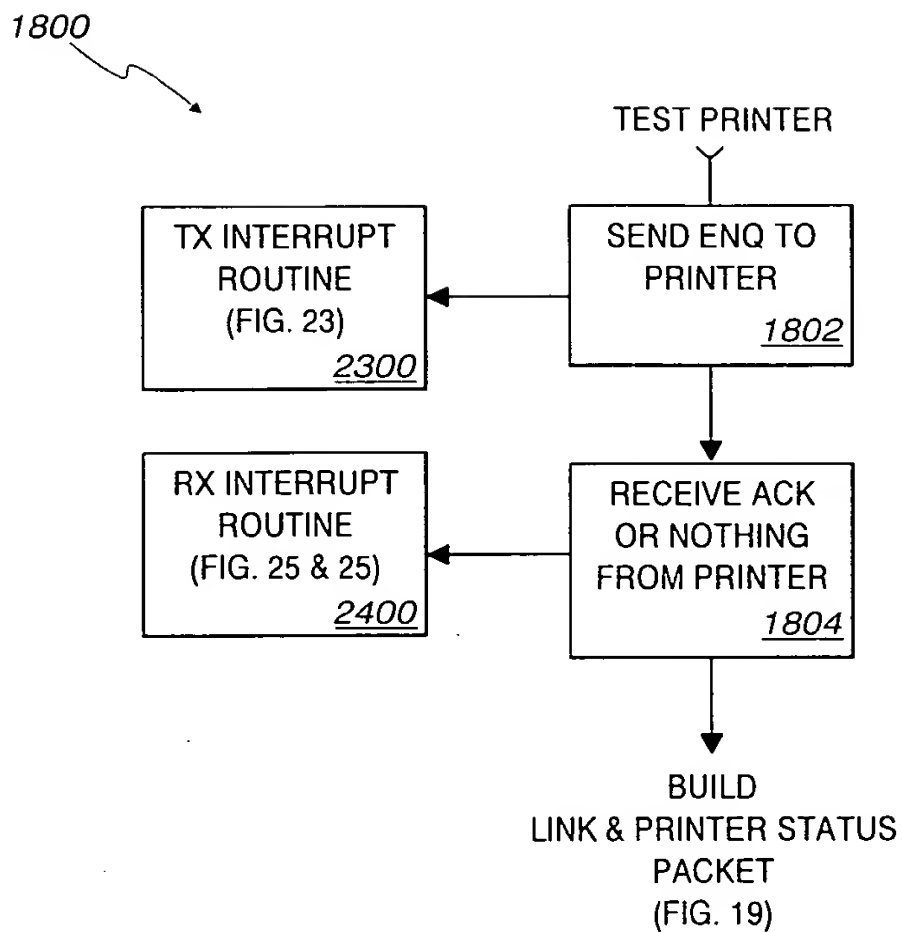 1800
TEST PRINTER
TX INTERRUPT
ROUTINE
(FIG. 23)
2300
SEND ENQ TO
PRINTER
1802
RX INTERRUPT
ROUTINE
(FIG. 25 & 25)
2400
RECEIVE ACK
OR NOTHING
FROM PRINTER
1804
BUILD
LINK & PRINTER STATUS
PACKET
(FIG. 19)